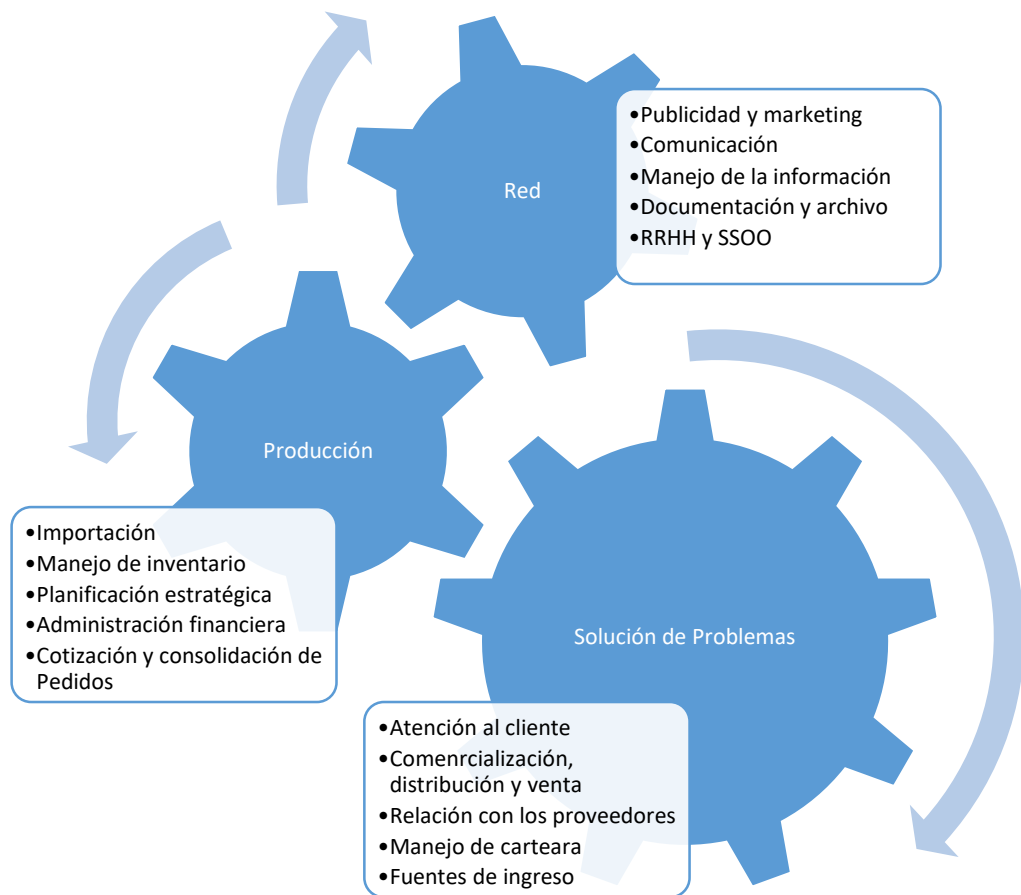 Red
•Publicidad y marketing
•Comunicación
•Manejo de la información
•Documentación y archivo
•RRHH y SSOO
Producción
•Importación
•Manejo de inventario
•Planificación estratégica
•Administración financiera
•Cotización y consolidación de
Pedidos
Solución de Problemas
•Atención al cliente
•Comenrcialización,
distribución y venta
•Relación con los proveedores
•Manejo de carteara
•Fuentes de ingreso